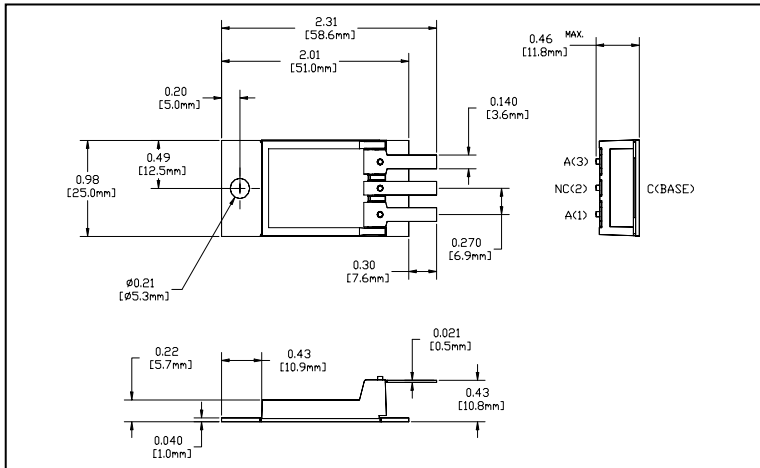 2.31
[58.6mm]
2.01
[51.0mm]
0.46 MAX.
[11.8mm]
0.20
[5.0mm]
0.140
[3.6mm]
0.49
[12.5mm]
0.98
[25.0mm]
A(3)
NC(2)
A(1)
C(BASE)
0.270
[6.9mm]
0.30
[7.6mm]
ø0.21
[ø5.3mm]
0.021
[0.5mm]
0.22
[5.7mm]
0.43
[10.9mm]
0.43
[10.8mm]
0.040
[1.0mm]